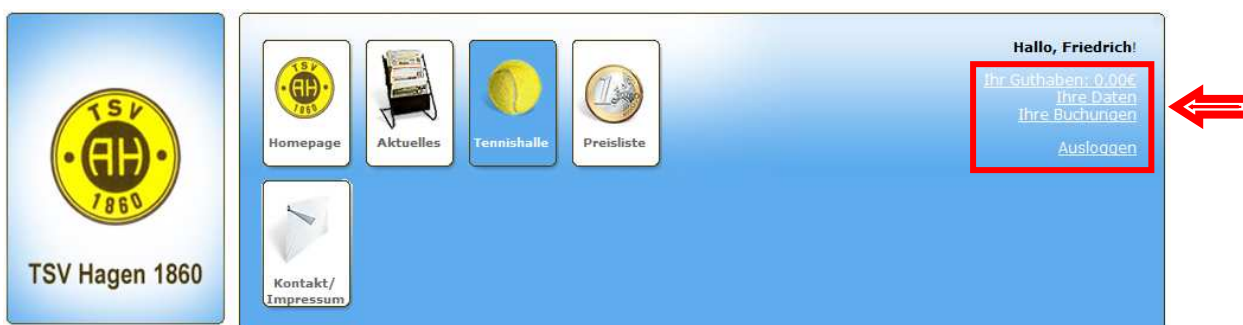 TSV
AH
1860
TSV Hagen 1860
TSV
AH
1860
Homepage
Aktuelles
Tennishalle
1
Preisliste
Kontakt/
Impressum
Hallo, Friedrich!
Ihr Guthaben: 0,00€
Ihre Daten
Ihre Buchungen
Ausloggen